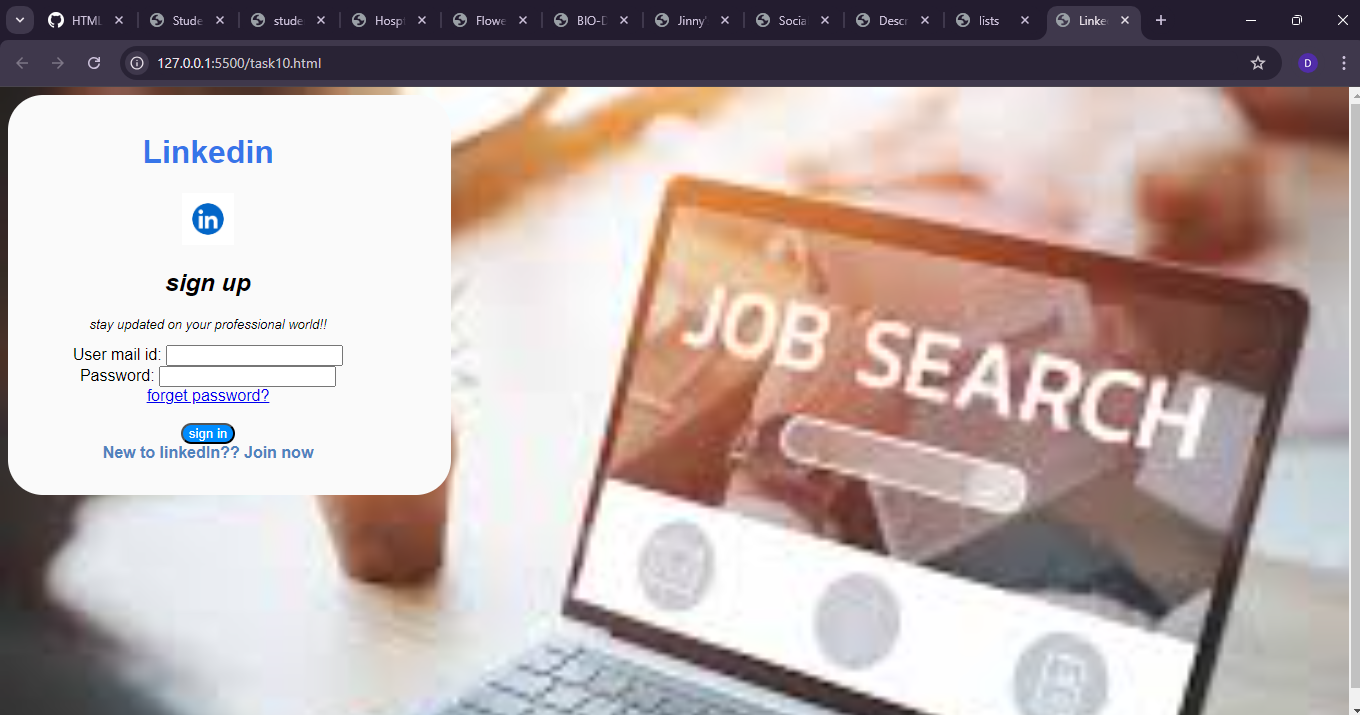 HTML
Stude
stude
Hospt
Flowe
BIO-D
Jinny'
Socia
Descr
lists
Linke
127.0.0.1:5500/task10.html
D
Linkedin
in
sign up
stay updated on your professional world!!
User mail id:
Password:
forget password?
sign in
New to linkedIn?? Join now
JOB SEARCH